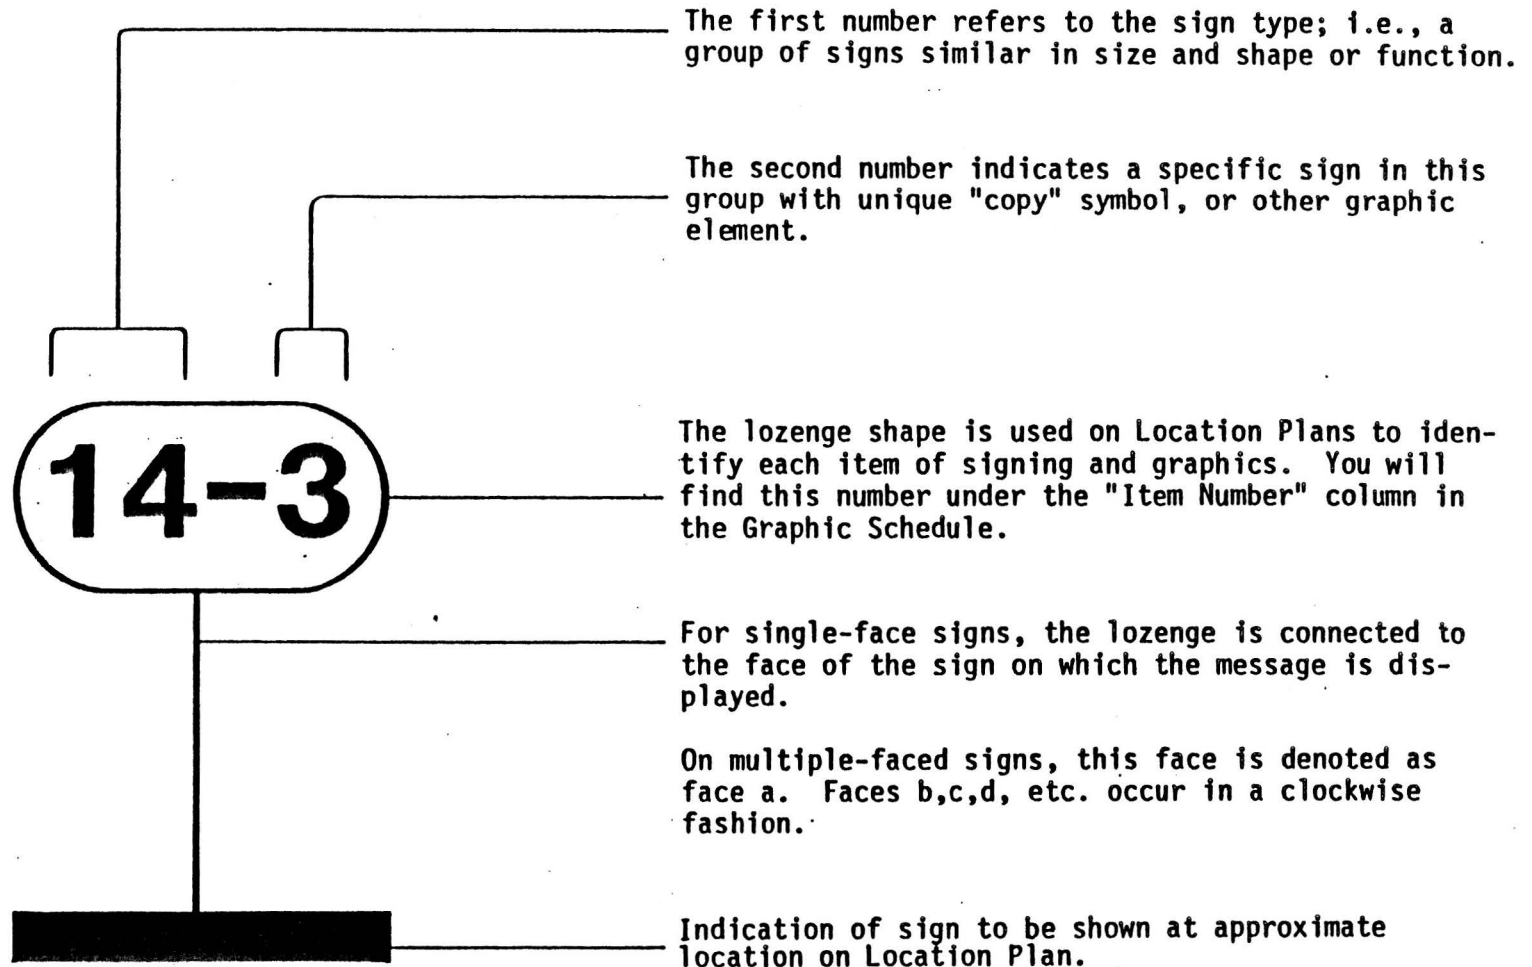 The first number refers to the sign type; i.e., a
group of signs similar in size and shape or function.
The second number indicates a specific sign in this
group with unique "copy" symbol, or other graphic
element.
14-3
The lozenge shape is used on Location Plans to iden-
tify each item of signing and graphics. You will
find this number under the "Item Number" column in
the Graphic Schedule.
For single-face signs, the lozenge is connected to
the face of the sign on which the message is dis-
played.
On multiple-faced signs, this face is denoted as
face a. Faces b,c,d, etc. occur in a clockwise
fashion.
Indication of sign to be shown at approximate
location on Location Plan.